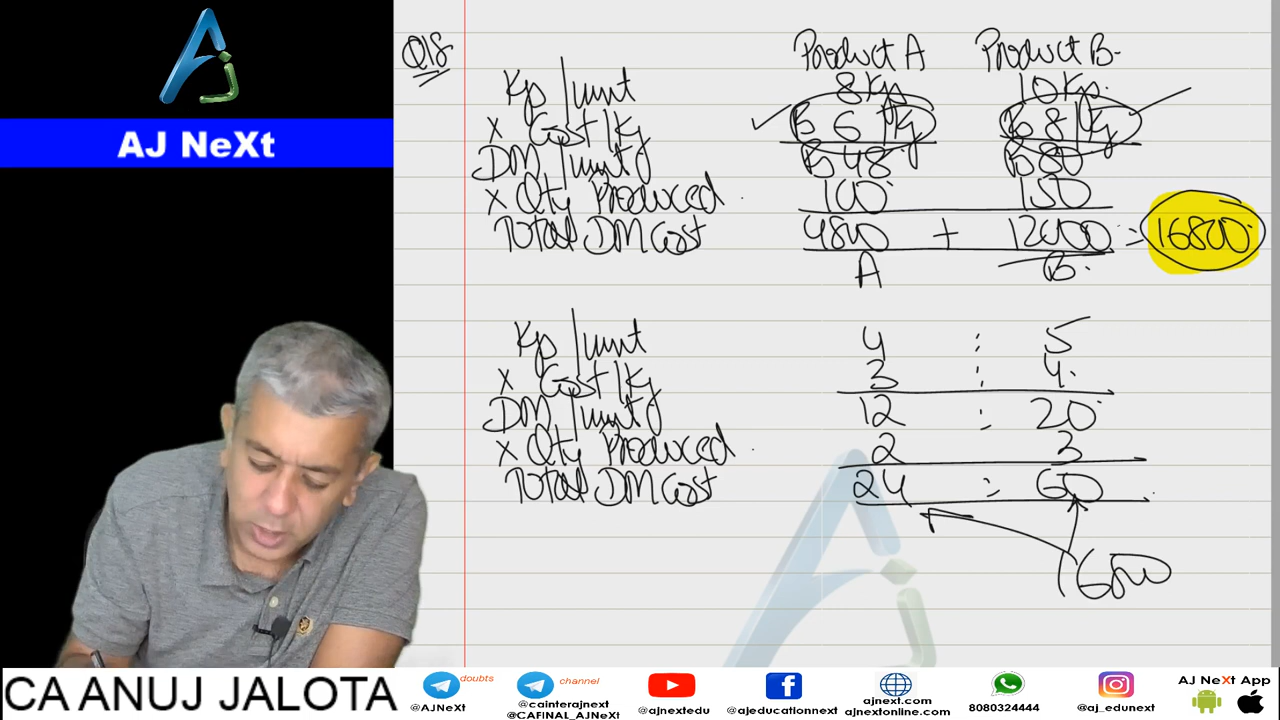 AJ NeXt
Q18
Product A Product B
Kg / unit 8 Kg 10 Kg
x Cost / Kg ₨ 6 / Kg ₨ 8 / Kg
DM / unit ₨ 48 ₨ 80
x Qty Produced 100 150
Total DM Cost 4800 + 12000 = 16800
A B
Kg / unit 4 : 5
x Cost / Kg 3 : 4
DM / unit 12 : 20
x Qty Produced 2 3
Total DM Cost 24 : 60
16800
CA ANUJ JALOTA
doubts
@AJNeXt
channel
@cainterajnext
@CAFINAL_AJNeXt
@ajnextedu
@ajeducationnext
ajnext.com
ajnextonline.com
8080324444
@aj_edunext
AJ NeXt App